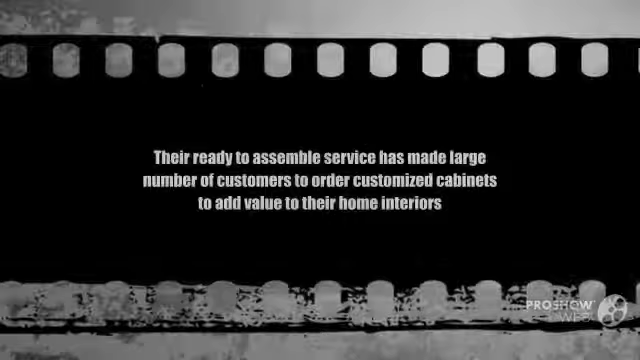 Their ready to assemble service has made large
number of customers to order customized cabinets
to add value to their home interiors
PROSHOW